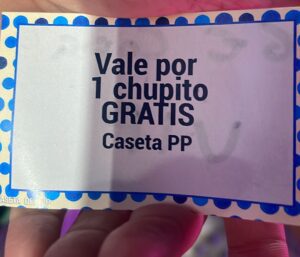 Vale por
1 chupito
GRATIS
Caseta PP